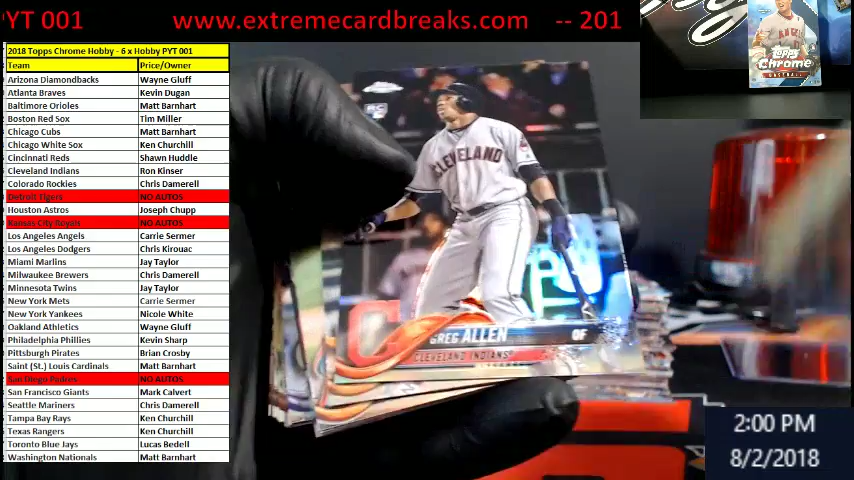 PYT 001 www.extremecardbreaks.com -- 201
2018 Topps Chrome Hobby - 6 x Hobby PYT 001
Team Price/Owner
Arizona Diamondbacks Wayne Gluff
Atlanta Braves Kevin Dugan
Baltimore Orioles Matt Barnhart
Boston Red Sox Tim Miller
Chicago Cubs Matt Barnhart
Chicago White Sox Ken Churchill
Cincinnati Reds Shawn Huddle
Cleveland Indians Ron Kinser
Colorado Rockies Chris Damerell
Detroit Tigers NO AUTOS
Houston Astros Joseph Chupp
Kansas City Royals NO AUTOS
Los Angeles Angels Carrie Sermer
Los Angeles Dodgers Chris Kirouac
Miami Marlins Jay Taylor
Milwaukee Brewers Chris Damerell
Minnesota Twins Jay Taylor
New York Mets Carrie Sermer
New York Yankees Nicole White
Oakland Athletics Wayne Gluff
Philadelphia Phillies Kevin Sharp
Pittsburgh Pirates Brian Crosby
Saint (St.) Louis Cardinals Matt Barnhart
San Diego Padres NO AUTOS
San Francisco Giants Mark Calvert
Seattle Mariners Chris Damerell
Tampa Bay Rays Ken Churchill
Texas Rangers Ken Churchill
Toronto Blue Jays Lucas Bedell
Washington Nationals Matt Barnhart
RC
CLEVELAND
GREG ALLEN OF
CLEVELAND INDIANS
ANGELS
Topps
Chrome
BASEBALL
2:00 PM
8/2/2018